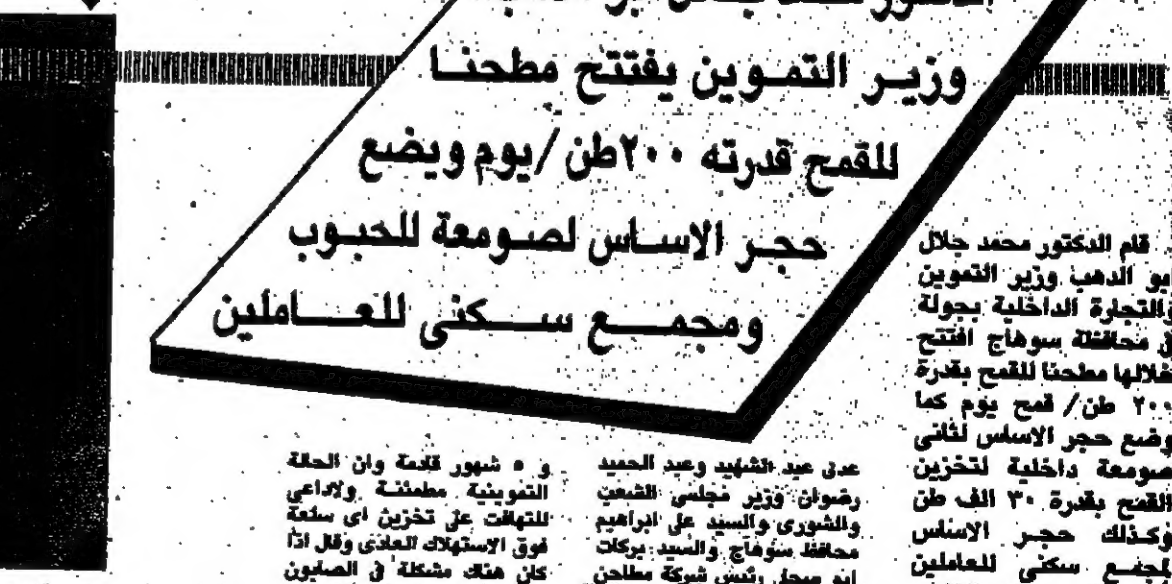 وزير التموين يفتتح مطحنا
للقمح قدرته ٢٠٠ طن/يوم ويضع
حجر الاساس لصومعة للحبوب
ومجمع سكنى للعاملين
قام الدكتور محمد جلال
ابو الدهب وزير التموين
والتجارة الداخلية بجولة
فى محافظة سوهاج افتتح
خلالها مطحنا للقمح بقدرة
٢٠٠ طن/ قمح يوم كما
وضع حجر الاساس لثانى
صومعة داخلية لتخزين
القمح بقدرة ٣٠ الف طن
وكذلك حجر الاساس
لمجمع سكنى للعاملين
عدلى عبد الشهيد وعبد الحميد
رضوان وزير مجلسى الشعب
والشورى والسيد على ابراهيم
محافظ سوهاج والسيد بركات
رئيس شركة مطاحن
و ٥ شهور قادمة وان الحالة
التموينية مطمئنة ولاداعى
للتهافت على تخزين اى سلعة
فوق الاستهلاك العادى وقال اذا
كان هناك مشكلة فى الصابون